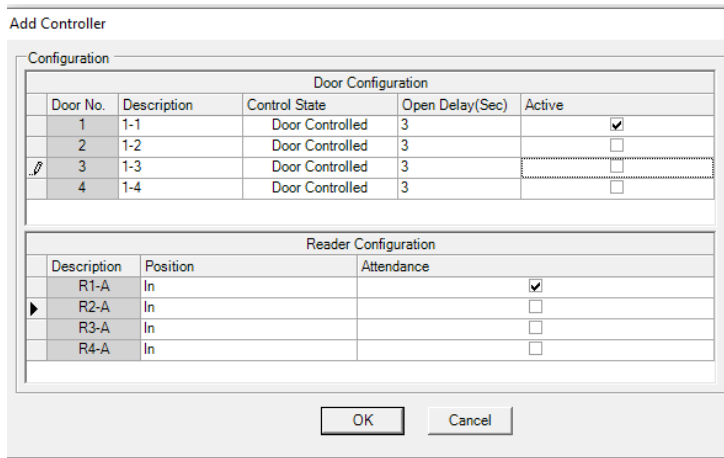 Add Controller
Configuration
Door Configuration
Door No. Description Control State Open Delay(Sec) Active
1 1-1 Door Controlled 3
2 1-2 Door Controlled 3
3 1-3 Door Controlled 3
4 1-4 Door Controlled 3
Reader Configuration
Description Position Attendance
R1-A In
R2-A In
R3-A In
R4-A In
OK Cancel